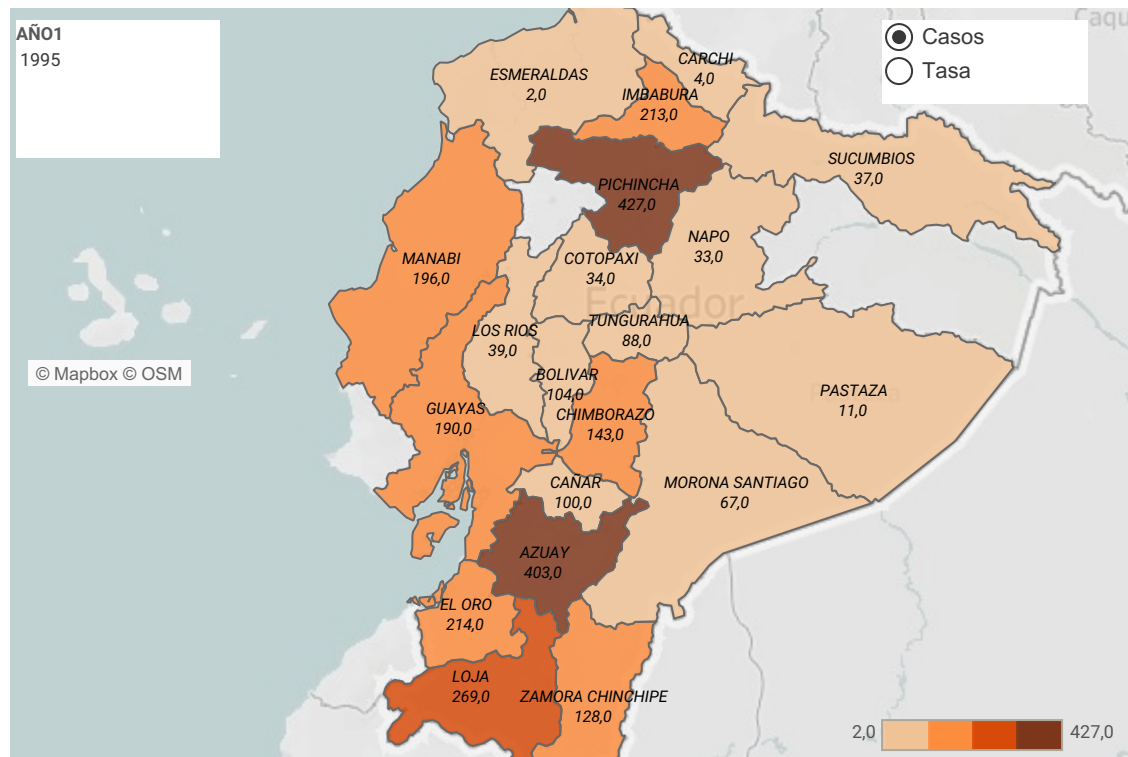 AÑO1
1995
Casos
Tasa
Caqu
ESMERALDAS
2,0
CARCHI
4,0
IMBABURA
213,0
SUCUMBIOS
37,0
PICHINCHA
427,0
NAPO
33,0
MANABI
196,0
COTOPAXI
34,0
Ecuador
LOS RIOS
39,0
TUNGURAHUA
88,0
© Mapbox © OSM
BOLIVAR
104,0
PASTAZA
11,0
GUAYAS
190,0
CHIMBORAZO
143,0
CAÑAR
100,0
MORONA SANTIAGO
67,0
AZUAY
403,0
EL ORO
214,0
LOJA
269,0
ZAMORA CHINCHIPE
128,0
2,0
427,0